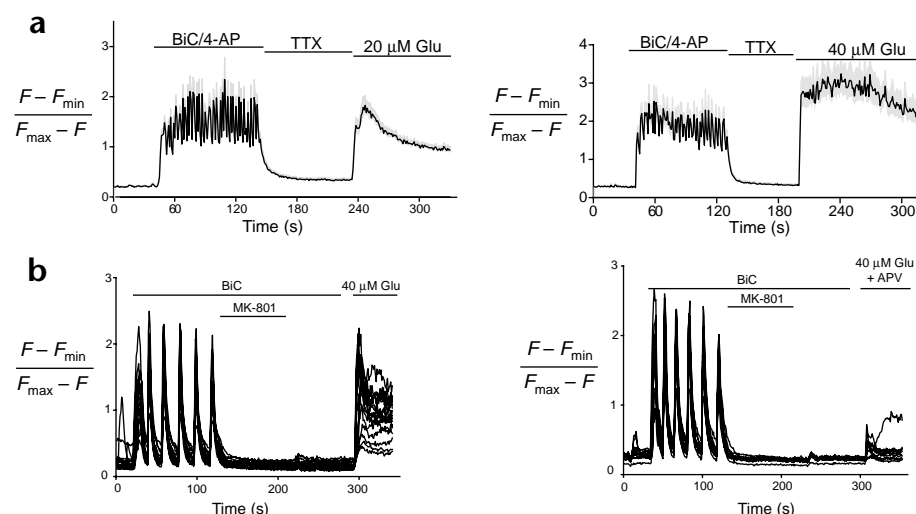 a
BiC/4-AP TTX 20 µM Glu
3
2
1
0
F – Fmin
Fmax – F
0 60 120 180 240 300
Time (s)
BiC/4-AP TTX 40 µM Glu
4
3
2
1
0
F – Fmin
Fmax – F
0 60 120 180 240 300
Time (s)
b
BiC 40 µM Glu
MK-801
3
2
1
0
F – Fmin
Fmax – F
0 100 200 300
Time (s)
40 µM Glu
BiC + APV
MK-801
3
2
1
0
F – Fmin
Fmax – F
0 100 200 300
Time (s)